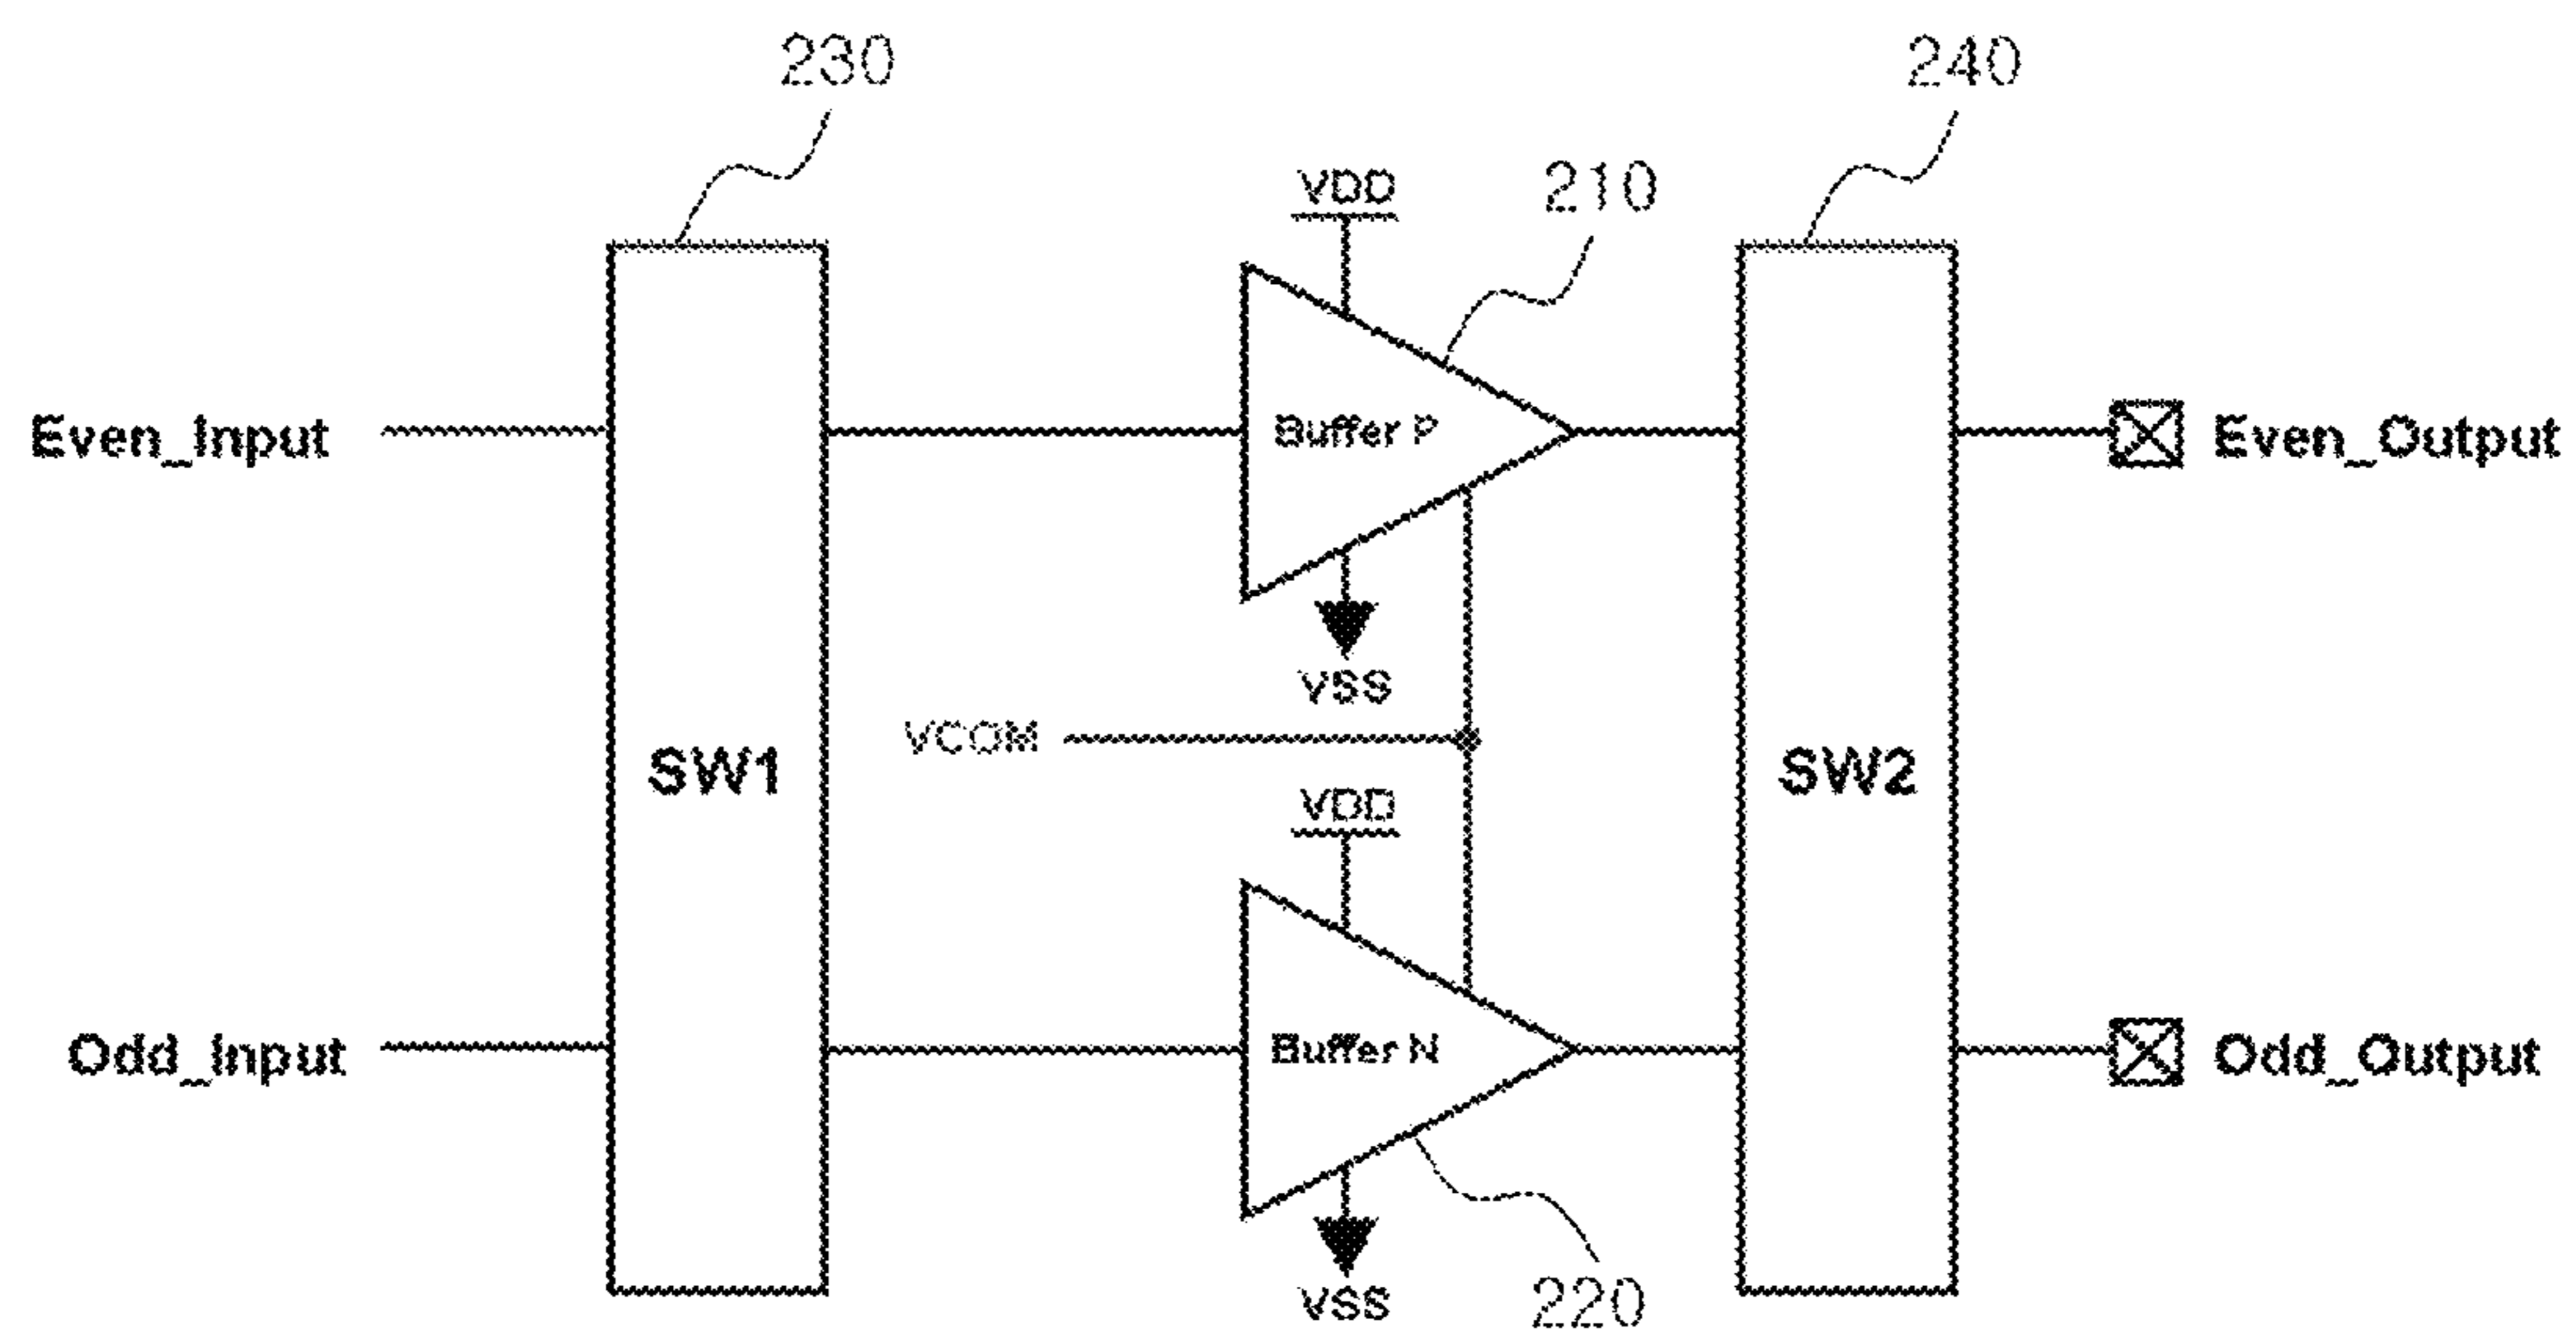 230
240
VDD
210
Even_Input
Buffer P
Even_Output
VSS
VCOM
SW1
SW2
VDD
Odd_Input
Buffer N
Odd_Output
VSS
220